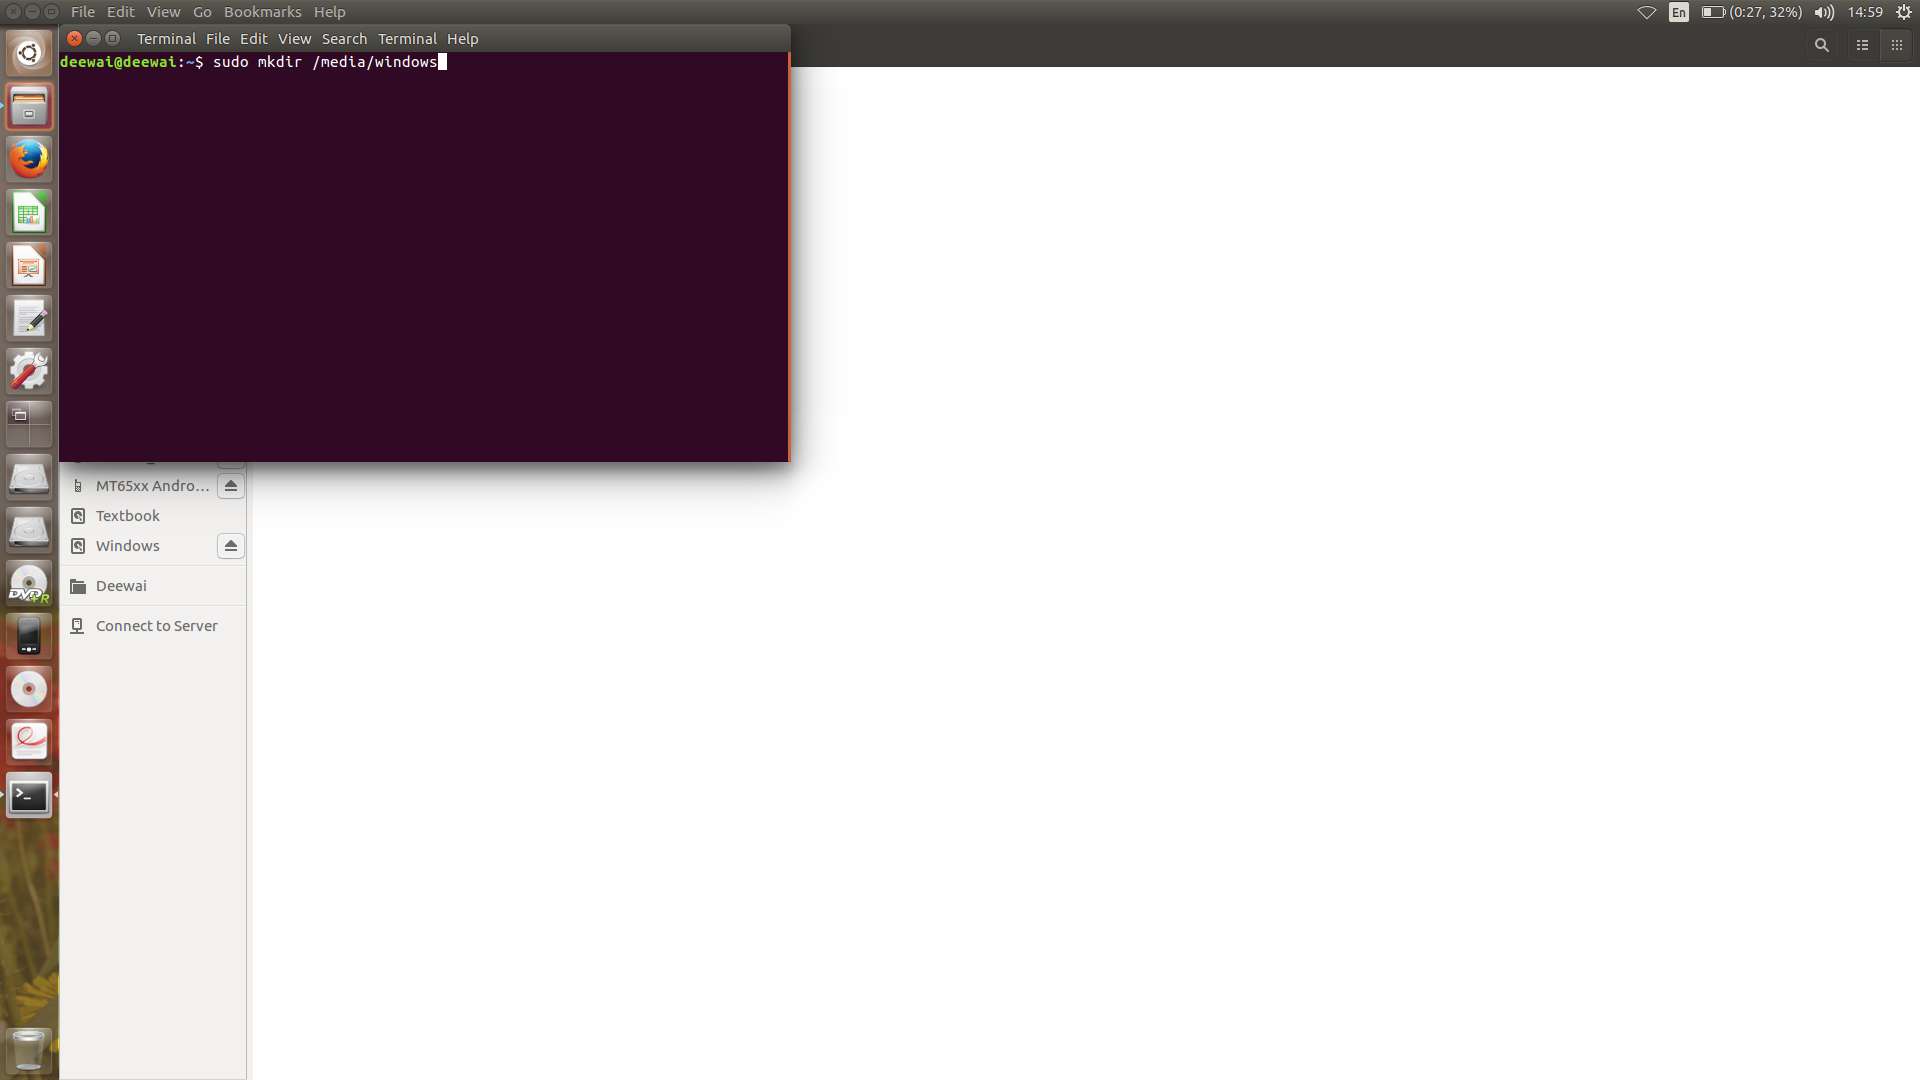 File Edit View Go Bookmarks Help
En (0:27, 32%) 14:59
Terminal File Edit View Search Terminal Help
deewai@deewai:~$ sudo mkdir /media/windows
MT65xx Andro...
Textbook
Windows
Deewai
Connect to Server
>_
DVD+R